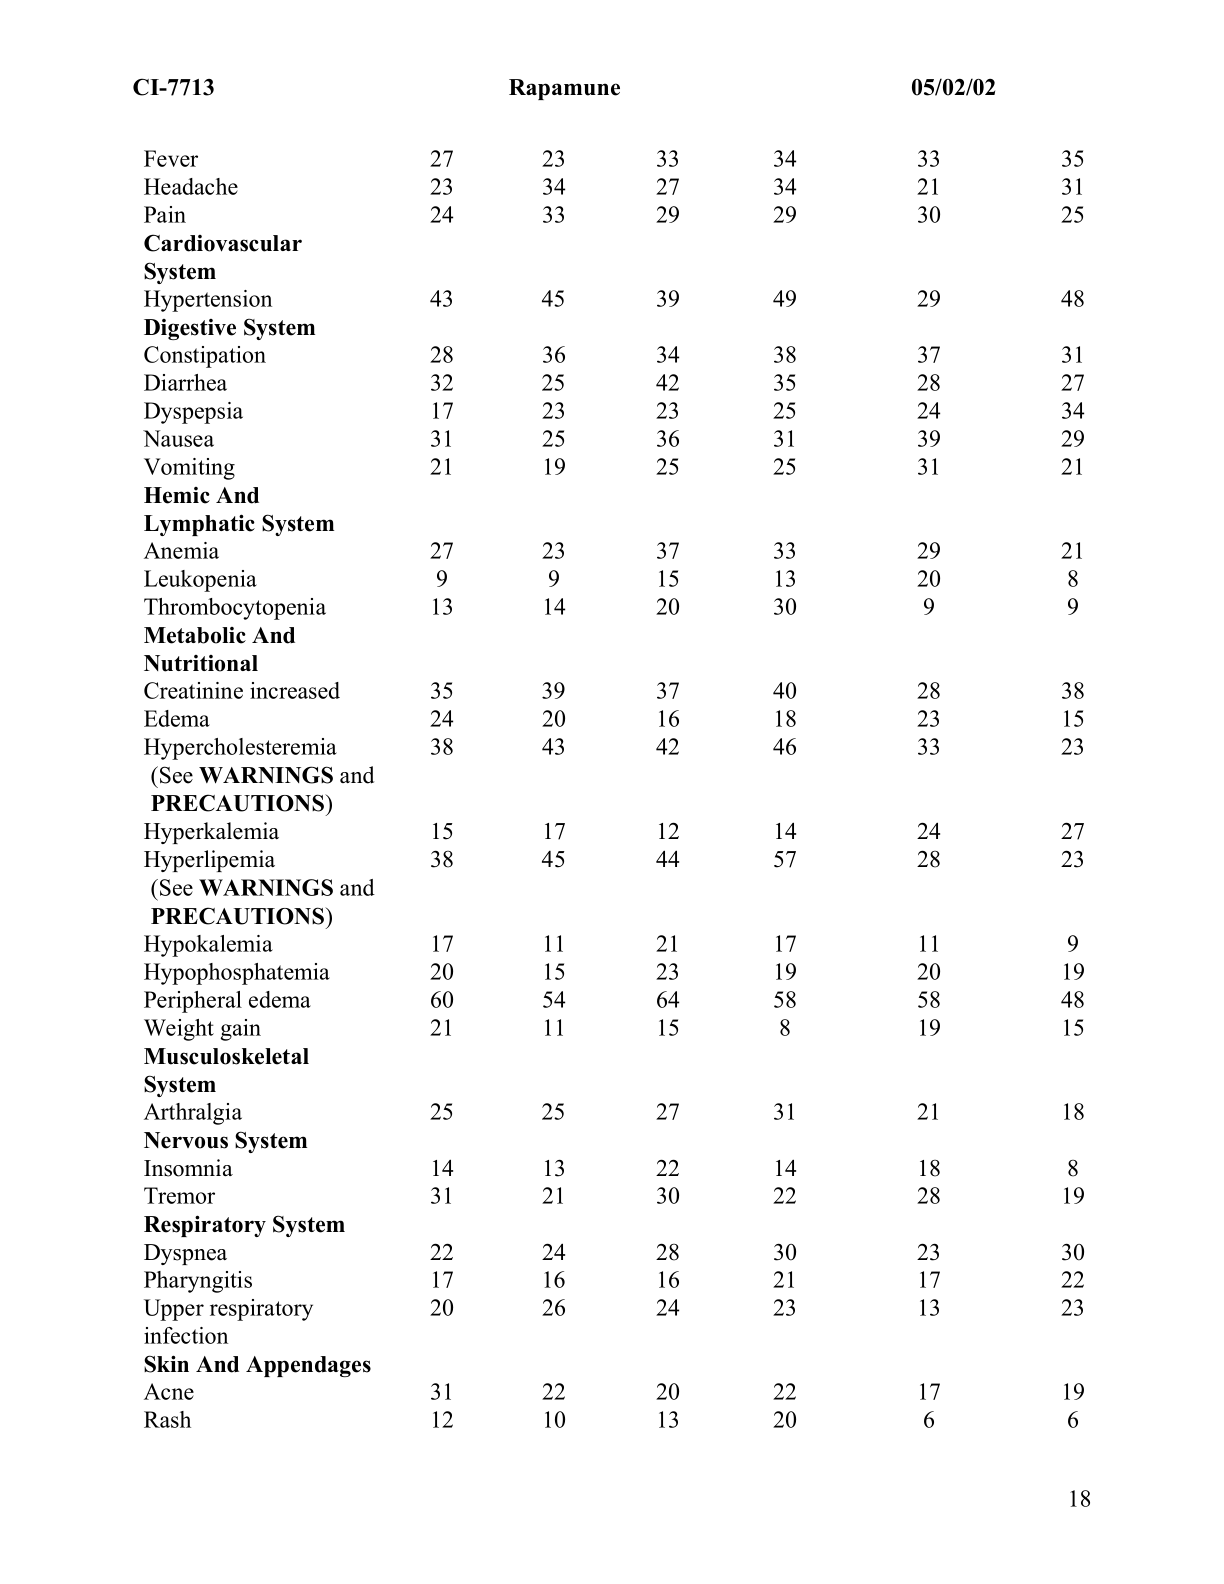 CI-7713 Rapamune 05/02/02
Fever 27 23 33 34 33 35
Headache 23 34 27 34 21 31
Pain 24 33 29 29 30 25
Cardiovascular
System
Hypertension 43 45 39 49 29 48
Digestive System
Constipation 28 36 34 38 37 31
Diarrhea 32 25 42 35 28 27
Dyspepsia 17 23 23 25 24 34
Nausea 31 25 36 31 39 29
Vomiting 21 19 25 25 31 21
Hemic And
Lymphatic System
Anemia 27 23 37 33 29 21
Leukopenia 9 9 15 13 20 8
Thrombocytopenia 13 14 20 30 9 9
Metabolic And
Nutritional
Creatinine increased 35 39 37 40 28 38
Edema 24 20 16 18 23 15
Hypercholesteremia 38 43 42 46 33 23
(See WARNINGS and
PRECAUTIONS)
Hyperkalemia 15 17 12 14 24 27
Hyperlipemia 38 45 44 57 28 23
(See WARNINGS and
PRECAUTIONS)
Hypokalemia 17 11 21 17 11 9
Hypophosphatemia 20 15 23 19 20 19
Peripheral edema 60 54 64 58 58 48
Weight gain 21 11 15 8 19 15
Musculoskeletal
System
Arthralgia 25 25 27 31 21 18
Nervous System
Insomnia 14 13 22 14 18 8
Tremor 31 21 30 22 28 19
Respiratory System
Dyspnea 22 24 28 30 23 30
Pharyngitis 17 16 16 21 17 22
Upper respiratory 20 26 24 23 13 23
infection
Skin And Appendages
Acne 31 22 20 22 17 19
Rash 12 10 13 20 6 6
18